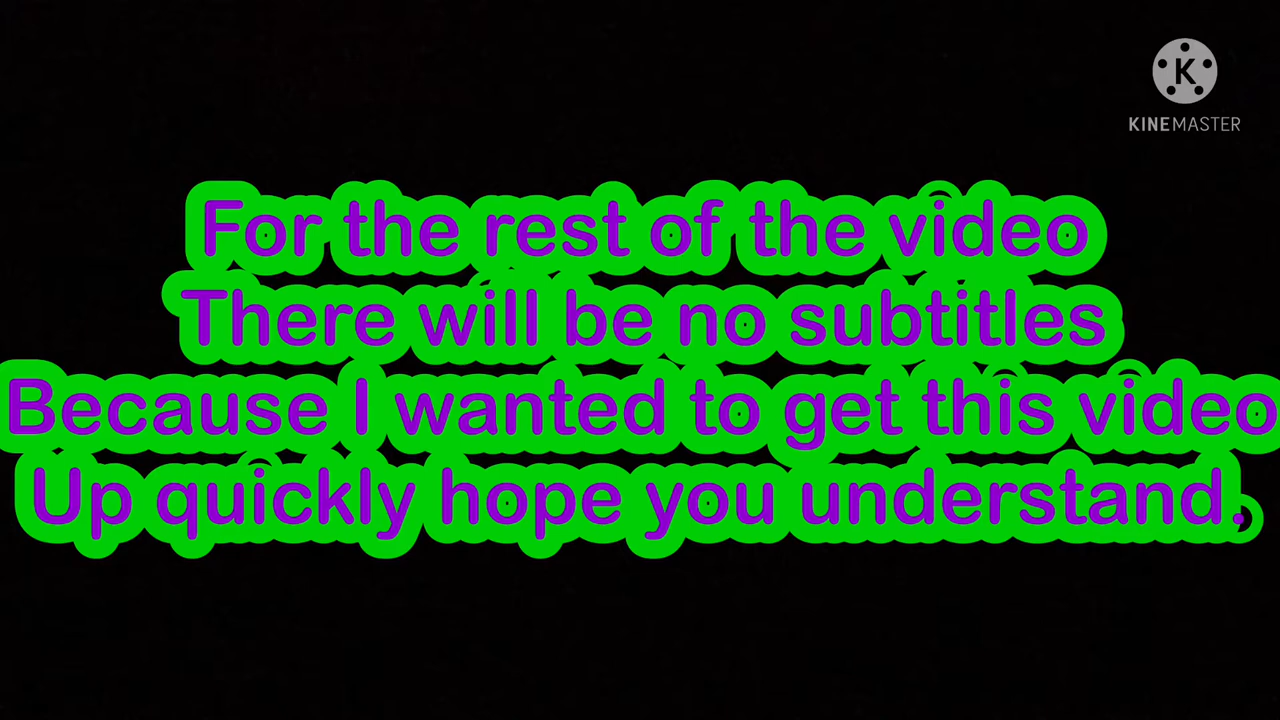 K
KINEMASTER
For the rest of the video
There will be no subtitles
Because I wanted to get this video
Up quickly hope you understand.